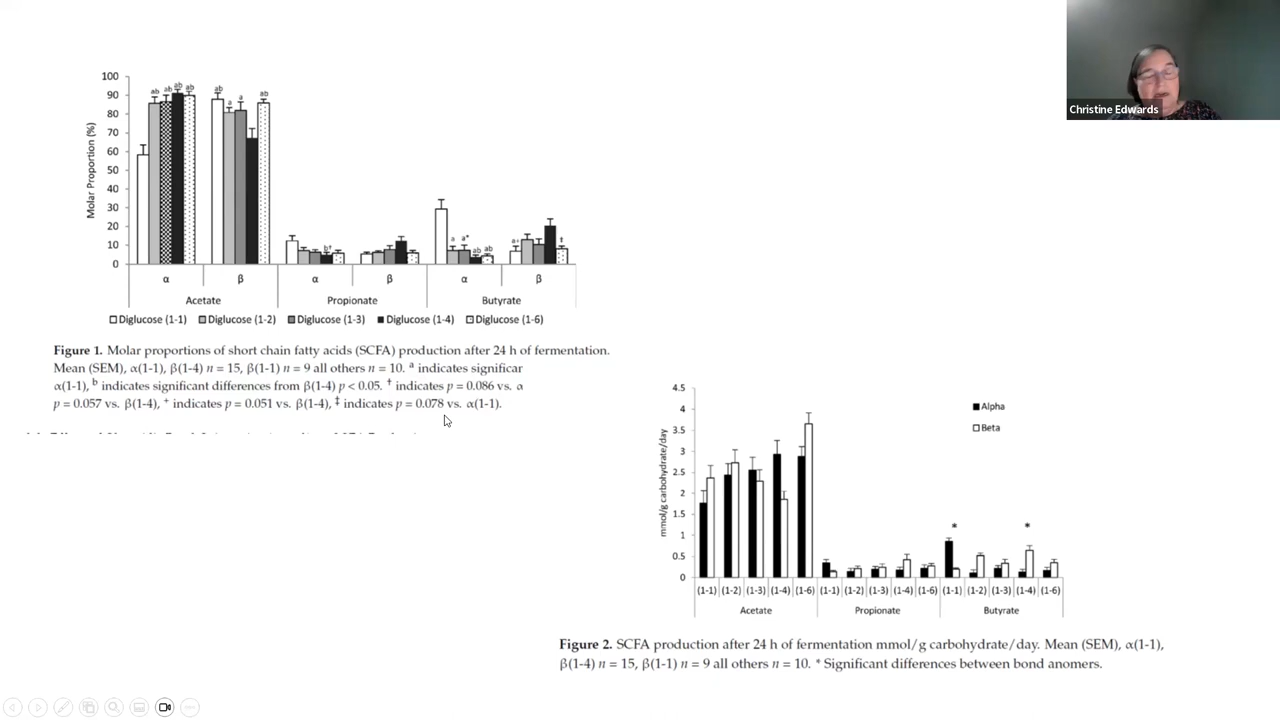 Christine Edwards
100
90
80
70
60
50
40
30
20
10
0
Molar Proportion (%)
ab ab ab ab
ab a a ab
b†
a a* ab ab
a+ ‡
α β α β α β
Acetate Propionate Butyrate
Diglucose (1-1) Diglucose (1-2) Diglucose (1-3) Diglucose (1-4) Diglucose (1-6)
Figure 1. Molar proportions of short chain fatty acids (SCFA) production after 24 h of fermentation.
Mean (SEM), α(1-1), β(1-4) n = 15, β(1-1) n = 9 all others n = 10. a indicates significar
α(1-1), b indicates significant differences from β(1-4) p < 0.05. † indicates p = 0.086 vs. α
p = 0.057 vs. β(1-4), + indicates p = 0.051 vs. β(1-4), ‡ indicates p = 0.078 vs. α(1-1).
4.5
4
3.5
3
2.5
2
1.5
1
0.5
0
mmol/g carbohydrate/day
Alpha
Beta
* *
(1-1) (1-2) (1-3) (1-4) (1-6) (1-1) (1-2) (1-3) (1-4) (1-6) (1-1) (1-2) (1-3) (1-4) (1-6)
Acetate Propionate Butyrate
Figure 2. SCFA production after 24 h of fermentation mmol/g carbohydrate/day. Mean (SEM), α(1-1),
β(1-4) n = 15, β(1-1) n = 9 all others n = 10. * Significant differences between bond anomers.